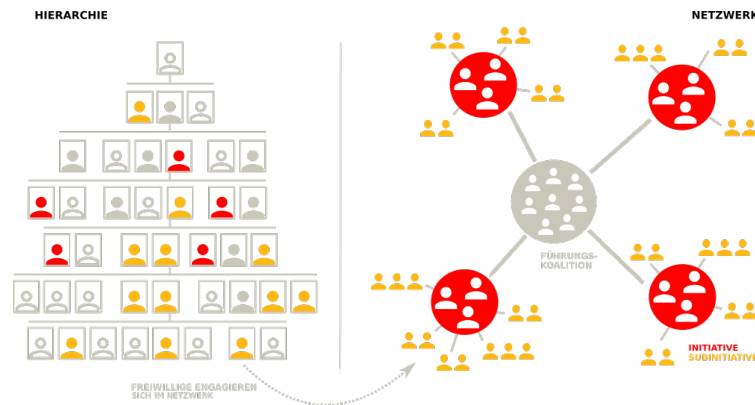 HIERARCHIE
NETZWERK
FÜHRUNGS-
KOALITION
INITIATIVE
SUBINITIATIVE
FREIWILLIGE ENGAGIEREN
SICH IM NETZWERK